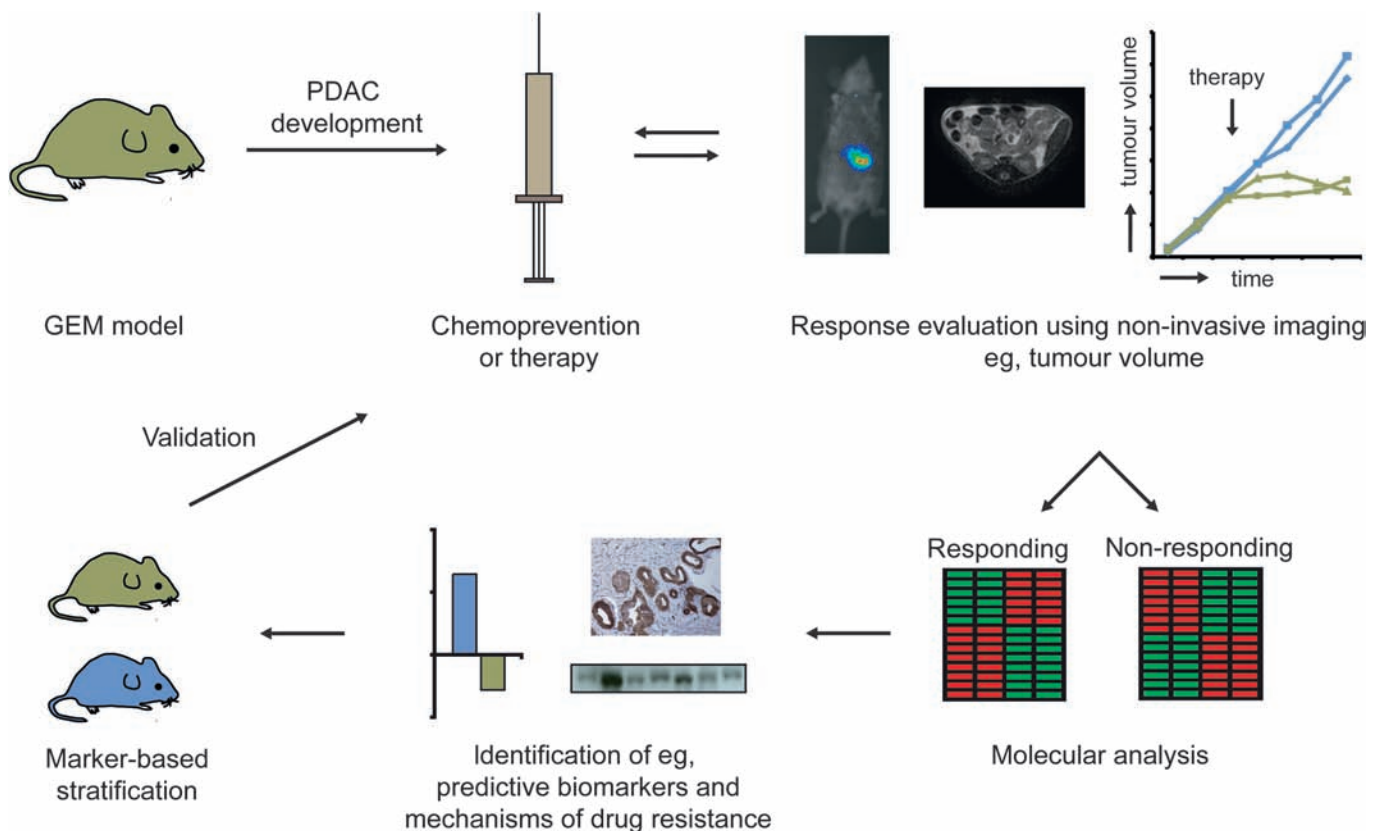 PDAC
development
therapy
tumour volume
time
GEM model
Chemoprevention
or therapy
Response evaluation using non-invasive imaging
eg, tumour volume
Validation
Responding
Non-responding
Marker-based
stratification
Identification of eg,
predictive biomarkers and
mechanisms of drug resistance
Molecular analysis